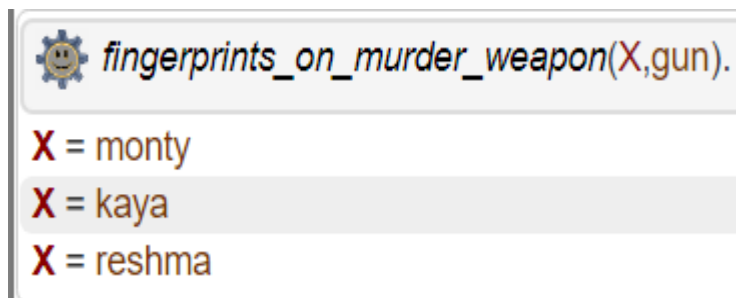 fingerprints_on_murder_weapon(X,gun).
X = monty
X = kaya
X = reshma